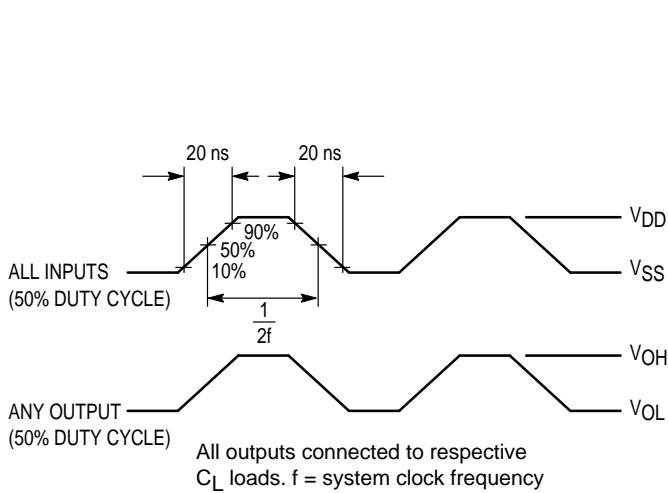 20 ns 20 ns
VDD
90%
50%
10%
ALL INPUTS
(50% DUTY CYCLE)
VSS
1
2f
VOH
ANY OUTPUT
(50% DUTY CYCLE)
VOL
All outputs connected to respective
CL loads. f = system clock frequency